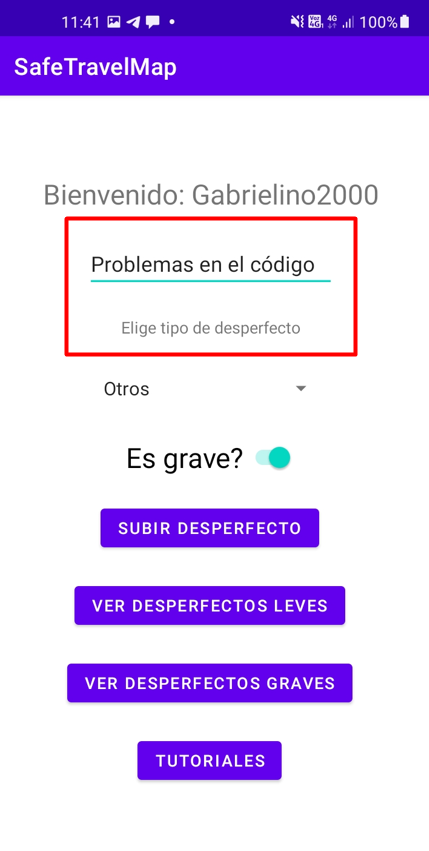 11:41 100%
SafeTravelMap
Bienvenido: Gabrielino2000
Problemas en el código
Elige tipo de desperfecto
Otros
Es grave?
SUBIR DESPERFECTO
VER DESPERFECTOS LEVES
VER DESPERFECTOS GRAVES
TUTORIALES